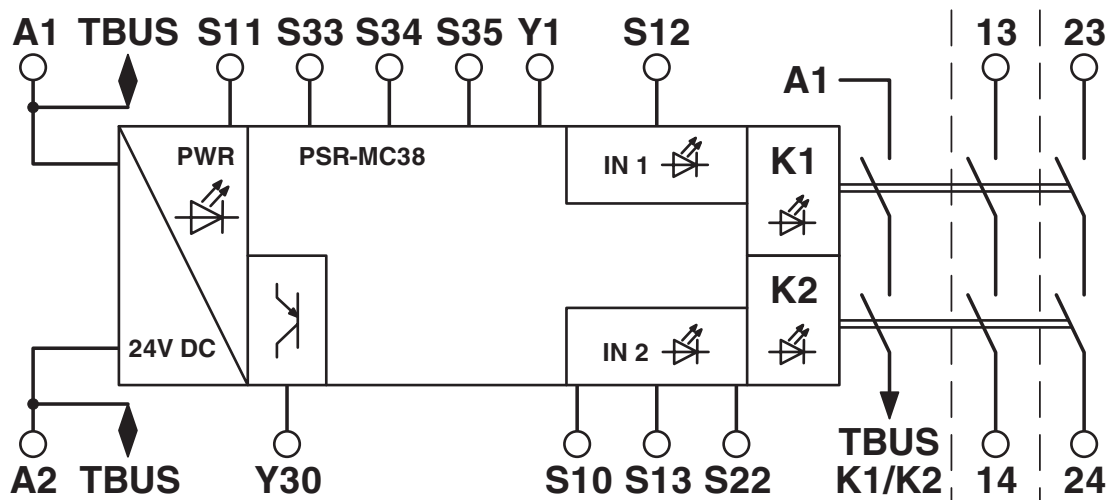 A1 TBUS S11 S33 S34 S35 Y1 S12 13 23
A1
PWR PSR-MC38 IN 1 K1
K2
24V DC IN 2
TBUS
A2 TBUS Y30 S10 S13 S22 K1/K2 14 24